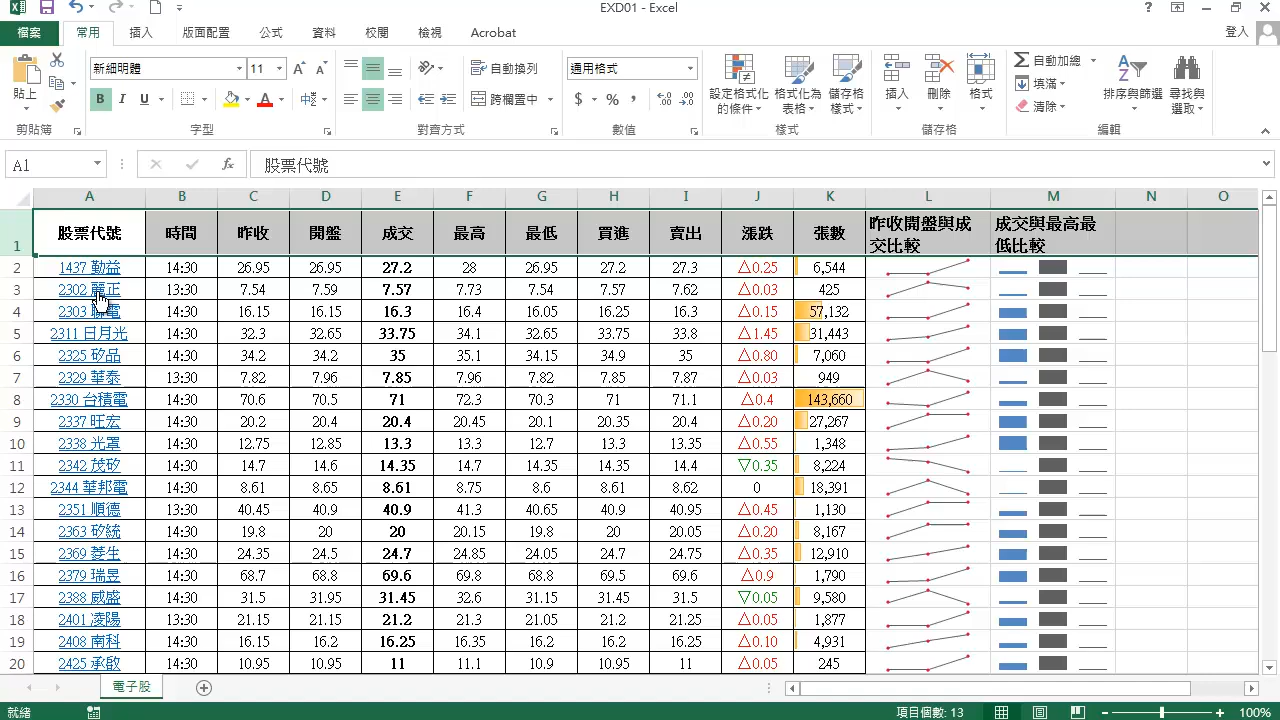 EXD01 - Excel
?
檔案 常用 插入 版面配置 公式 資料 校閱 檢視 Acrobat 登入
貼上 新細明體 11 A A 自動換列 通用格式 設定格式化的條件 格式化為表格 儲存格樣式 插入 刪除 格式 自動加總 填滿 清除 排序與篩選 尋找與選取
B I U A 中 跨欄置中 $ % , .0 .00
剪貼簿 字型 對齊方式 數值 樣式 儲存格 編輯
A1 fx 股票代號
A B C D E F G H I J K L M N O
1 股票代號 時間 昨收 開盤 成交 最高 最低 買進 賣出 漲跌 張數 昨收開盤與成交比較 成交與最高最低比較
2 1437 勤益 14:30 26.95 26.95 27.2 28 26.95 27.2 27.3 △0.25 6,544
3 2302 麗正 13:30 7.54 7.59 7.57 7.73 7.54 7.57 7.62 △0.03 425
4 2303 聯電 14:30 16.15 16.15 16.3 16.4 16.05 16.25 16.3 △0.15 57,132
5 2311 日月光 14:30 32.3 32.65 33.75 34.1 32.65 33.75 33.8 △1.45 31,443
6 2325 矽品 14:30 34.2 34.2 35 35.1 34.15 34.9 35 △0.80 7,060
7 2329 華泰 13:30 7.82 7.96 7.85 7.96 7.82 7.85 7.87 △0.03 949
8 2330 台積電 14:30 70.6 70.5 71 72.3 70.3 71 71.1 △0.4 143,660
9 2337 旺宏 14:30 20.2 20.4 20.4 20.45 20.1 20.35 20.4 △0.20 27,267
10 2338 光罩 14:30 12.75 12.85 13.3 13.3 12.7 13.3 13.35 △0.55 1,348
11 2342 茂矽 14:30 14.7 14.6 14.35 14.7 14.35 14.35 14.4 ▽0.35 8,224
12 2344 華邦電 14:30 8.61 8.65 8.61 8.75 8.6 8.61 8.62 0 18,391
13 2351 順德 13:30 40.45 40.9 40.9 41.3 40.65 40.9 40.95 △0.45 1,130
14 2363 矽統 14:30 19.8 20 20 20.15 19.8 20 20.05 △0.20 8,167
15 2369 菱生 14:30 24.35 24.5 24.7 24.85 24.05 24.7 24.75 △0.35 12,910
16 2379 瑞昱 14:30 68.7 68.8 69.6 69.8 68.8 69.5 69.6 △0.9 1,790
17 2388 威盛 14:30 31.5 31.95 31.45 32.6 31.15 31.45 31.5 ▽0.05 9,580
18 2401 凌陽 13:30 21.15 21.15 21.2 21.3 21.05 21.2 21.25 △0.05 1,877
19 2408 南科 14:30 16.15 16.2 16.25 16.35 16.2 16.2 16.25 △0.10 4,931
20 2425 承啟 14:30 10.95 10.95 11 11.1 10.9 10.95 11 △0.05 245
電子股
就緒 項目個數: 13 100%